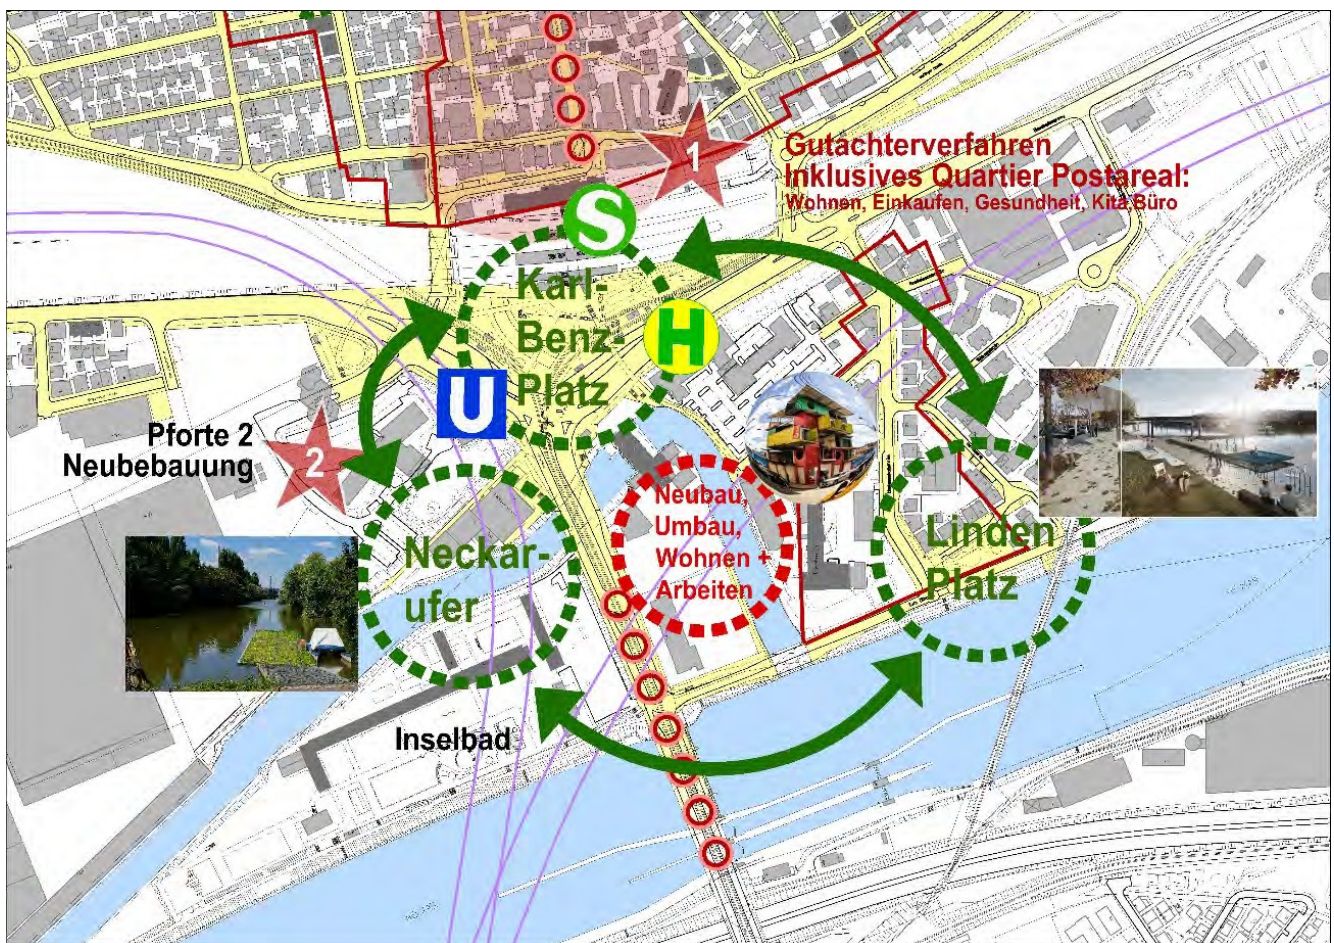 1
Gutachterverfahren
Inklusives Quartier Postareal:
Wohnen, Einkaufen, Gesundheit, Kita,Büro
S
Karl-
Benz-
Platz
H
U
Pforte 2
Neubebauung
2
Neubau,
Umbau,
Wohnen +
Arbeiten
Linden
Platz
Neckar-
ufer
Inselbad